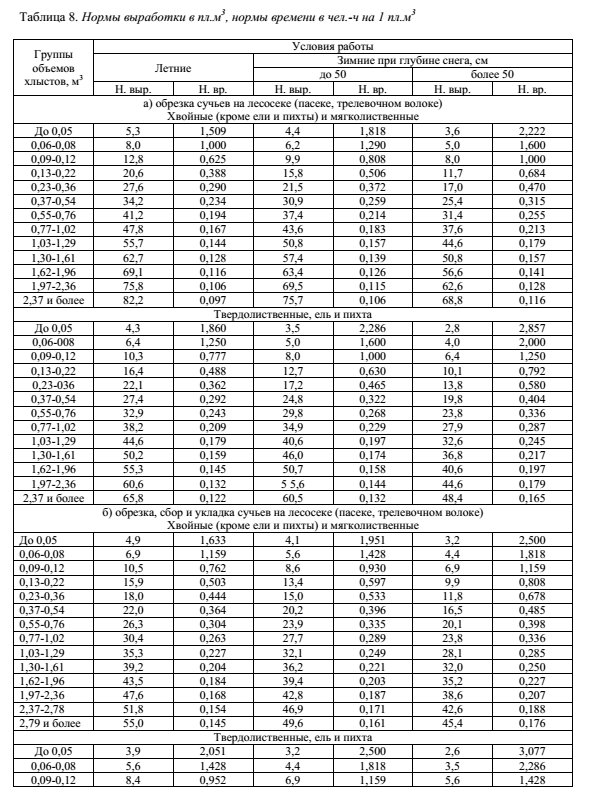 Таблица 8. Нормы выработки в пл.м³, нормы времени в чел.-ч на 1 пл.м³
Группы объемов хлыстов, м³ Условия работы
Летние Зимние при глубине снега, см
до 50 более 50
Н. выр. Н. вр. Н. выр. Н. вр. Н. выр. Н. вр.
а) обрезка сучьев на лесосеке (пасеке, трелевочном волоке)
Хвойные (кроме ели и пихты) и мягколиственные
До 0,05 5,3 1,509 4,4 1,818 3,6 2,222
0,06-0,08 8,0 1,000 6,2 1,290 5,0 1,600
0,09-0,12 12,8 0,625 9,9 0,808 8,0 1,000
0,13-0,22 20,6 0,388 15,8 0,506 11,7 0,684
0,23-0,36 27,6 0,290 21,5 0,372 17,0 0,470
0,37-0,54 34,2 0,234 30,9 0,259 25,4 0,315
0,55-0,76 41,2 0,194 37,4 0,214 31,4 0,255
0,77-1,02 47,8 0,167 43,6 0,183 37,6 0,213
1,03-1,29 55,7 0,144 50,8 0,157 44,6 0,179
1,30-1,61 62,7 0,128 57,4 0,139 50,8 0,157
1,62-1,96 69,1 0,116 63,4 0,126 56,6 0,141
1,97-2,36 75,8 0,106 69,5 0,115 62,6 0,128
2,37 и более 82,2 0,097 75,7 0,106 68,8 0,116
Твердолиственные, ель и пихта
До 0,05 4,3 1,860 3,5 2,286 2,8 2,857
0,06-008 6,4 1,250 5,0 1,600 4,0 2,000
0,09-0,12 10,3 0,777 8,0 1,000 6,4 1,250
0,13-0,22 16,4 0,488 12,7 0,630 10,1 0,792
0,23-036 22,1 0,362 17,2 0,465 13,8 0,580
0,37-0,54 27,4 0,292 24,8 0,322 19,8 0,404
0,55-0,76 32,9 0,243 29,8 0,268 23,8 0,336
0,77-1,02 38,2 0,209 34,9 0,229 27,9 0,287
1,03-1,29 44,6 0,179 40,6 0,197 32,6 0,245
1,30-1,61 50,2 0,159 46,0 0,174 36,8 0,217
1,62-1,96 55,3 0,145 50,7 0,158 40,6 0,197
1,97-2,36 60,6 0,132 5 5,6 0,144 44,6 0,179
2,37 и более 65,8 0,122 60,5 0,132 48,4 0,165
б) обрезка, сбор и укладка сучьев на лесосеке (пасеке, трелевочном волоке)
Хвойные (кроме ели и пихты) и мягколиственные
До 0,05 4,9 1,633 4,1 1,951 3,2 2,500
0,06-0,08 6,9 1,159 5,6 1,428 4,4 1,818
0,09-0,12 10,5 0,762 8,6 0,930 6,9 1,159
0,13-0,22 15,9 0,503 13,4 0,597 9,9 0,808
0,23-0,36 18,0 0,444 15,0 0,533 11,8 0,678
0,37-0,54 22,0 0,364 20,2 0,396 16,5 0,485
0,55-0,76 26,3 0,304 23,9 0,335 20,1 0,398
0,77-1,02 30,4 0,263 27,7 0,289 23,8 0,336
1,03-1,29 35,3 0,227 32,1 0,249 28,1 0,285
1,30-1,61 39,2 0,204 36,2 0,221 32,0 0,250
1,62-1,96 43,5 0,184 39,4 0,203 35,2 0,227
1,97-2,36 47,6 0,168 42,8 0,187 38,6 0,207
2,37-2,78 51,8 0,154 46,9 0,171 42,6 0,188
2,79 и более 55,0 0,145 49,6 0,161 45,4 0,176
Твердолиственные, ель и пихта
До 0,05 3,9 2,051 3,2 2,500 2,6 3,077
0,06-0,08 5,6 1,428 4,4 1,818 3,5 2,286
0,09-0,12 8,4 0,952 6,9 1,159 5,6 1,428